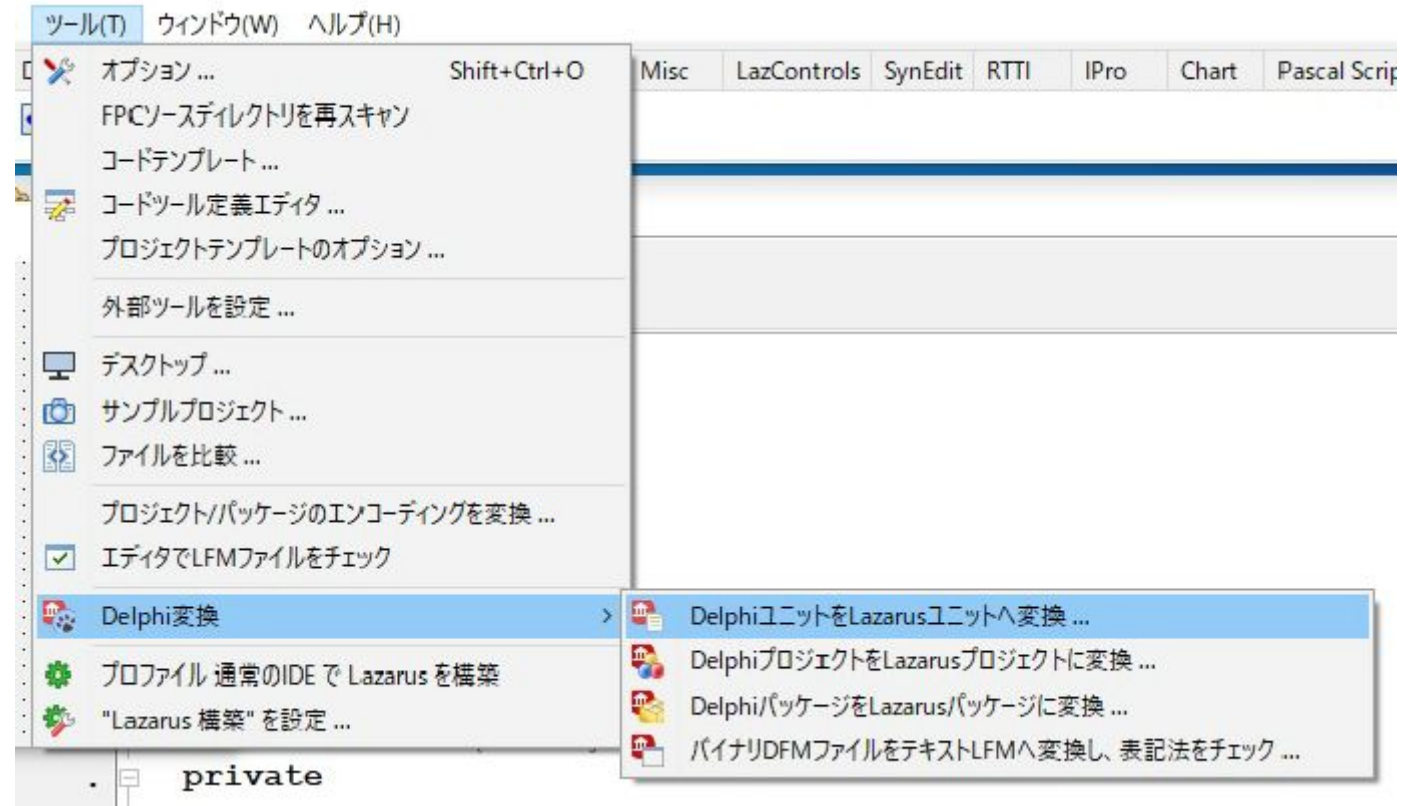 ツール(T) ウィンドウ(W) ヘルプ(H)
オプション ... Shift+Ctrl+O
Misc LazControls SynEdit RTTI IPro Chart Pascal Scrip
FPCソースディレクトリを再スキャン
コードテンプレート ...
コードツール定義エディタ ...
プロジェクトテンプレートのオプション ...
外部ツールを設定 ...
デスクトップ ...
サンプルプロジェクト ...
ファイルを比較 ...
プロジェクト/パッケージのエンコーディングを変換 ...
エディタでLFMファイルをチェック
Delphi変換
DelphiユニットをLazarusユニットへ変換 ...
DelphiプロジェクトをLazarusプロジェクトに変換 ...
DelphiパッケージをLazarusパッケージに変換 ...
バイナリDFMファイルをテキストLFMへ変換し、表記法をチェック ...
プロファイル 通常のIDE で Lazarus を構築
"Lazarus 構築" を設定 ...
. private